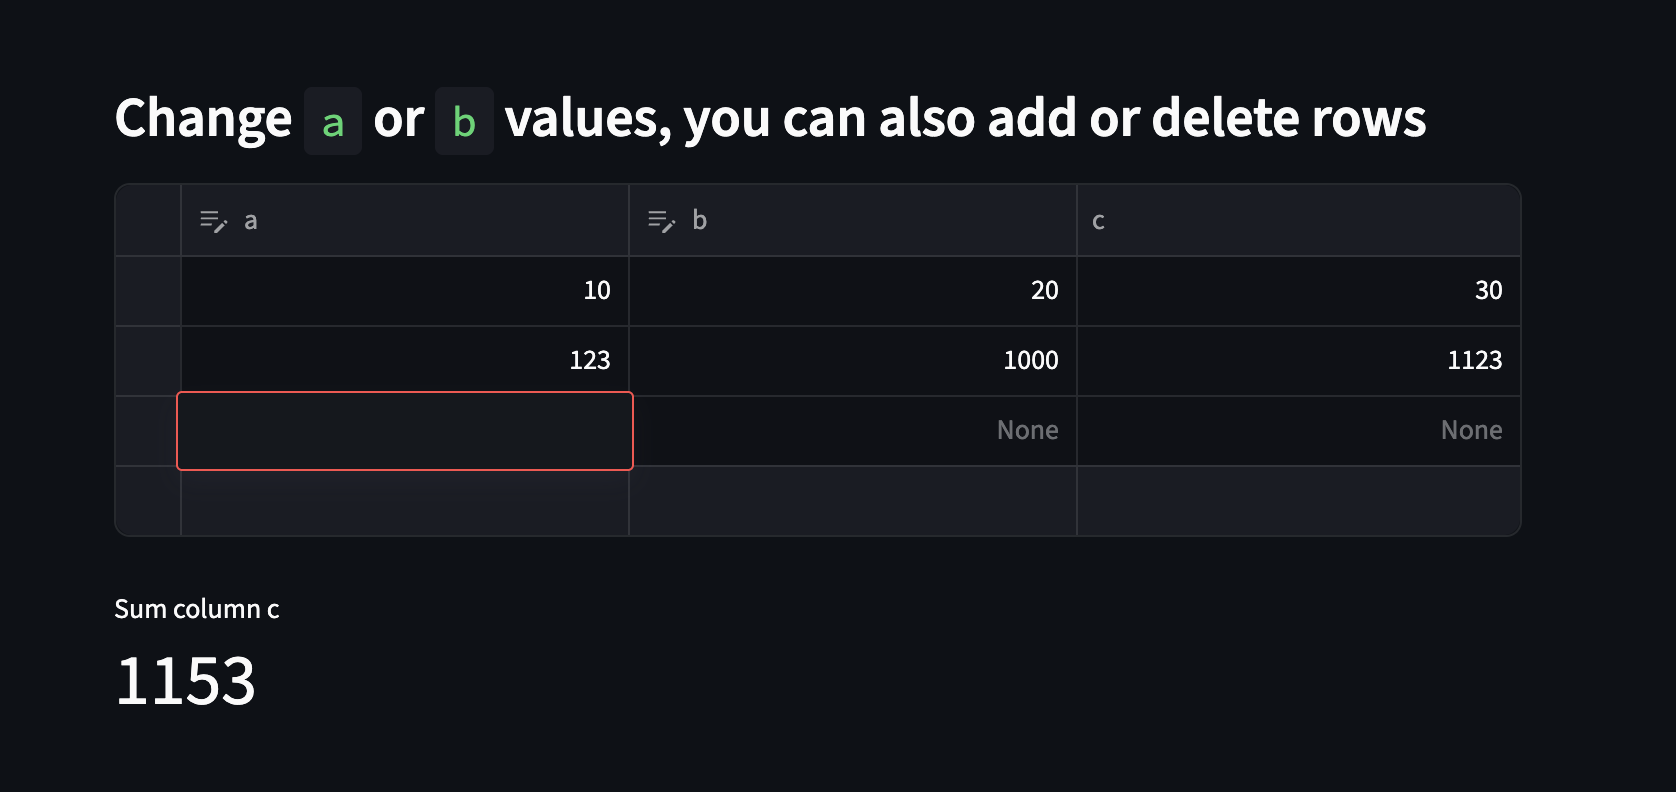 Change a or b values, you can also add or delete rows
a b c
10 20 30
123 1000 1123
None None
Sum column c
1153